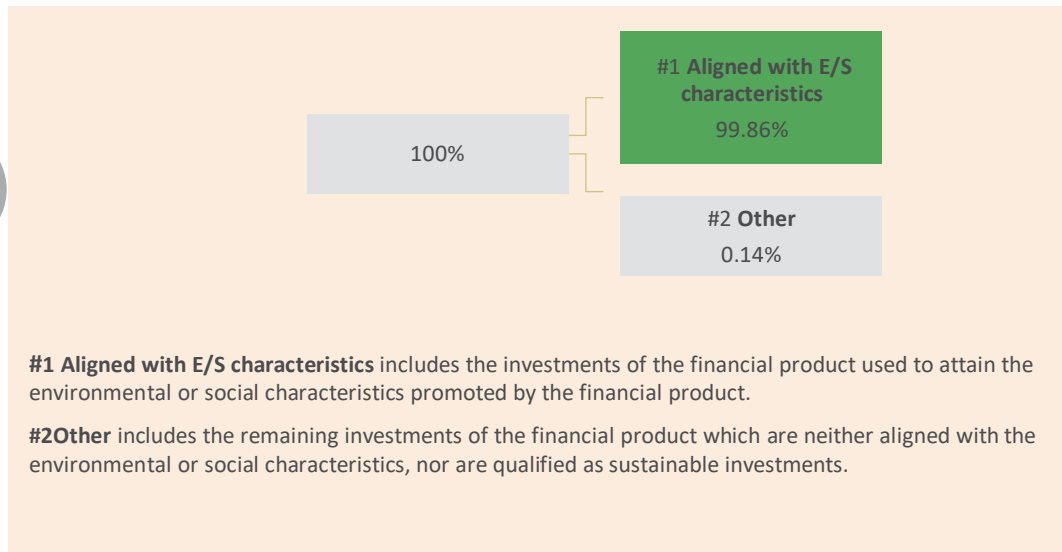 #1 Aligned with E/S
characteristics
99.86%
100%
#2 Other
0.14%
#1 Aligned with E/S characteristics includes the investments of the financial product used to attain the
environmental or social characteristics promoted by the financial product.
#2Other includes the remaining investments of the financial product which are neither aligned with the
environmental or social characteristics, nor are qualified as sustainable investments.